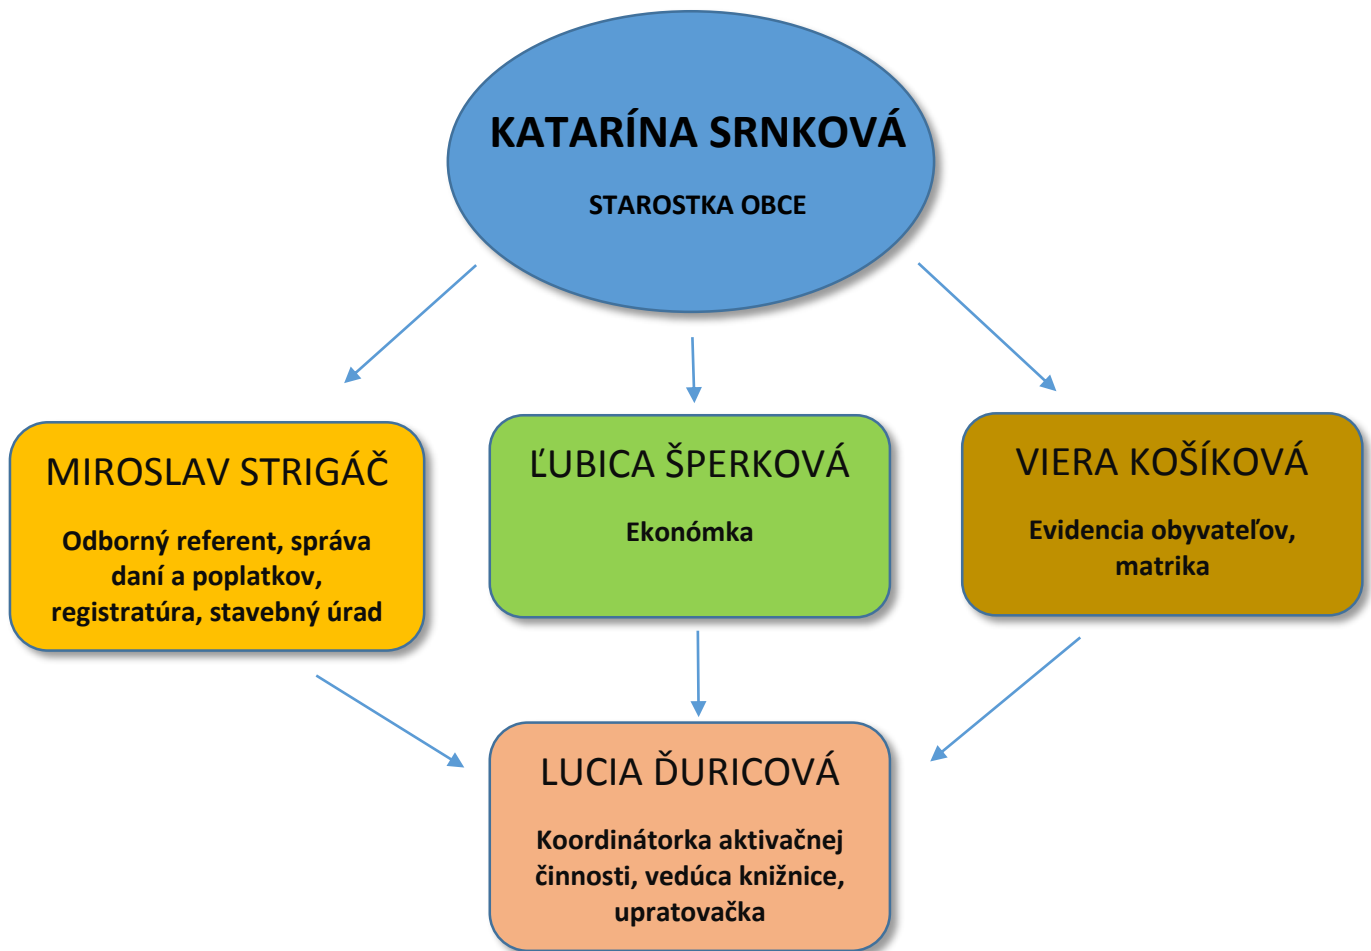 KATARÍNA SRNKOVÁ
STAROSTKA OBCE
MIROSLAV STRIGÁČ
Odborný referent, správa
daní a poplatkov,
registratúra, stavebný úrad
ĽUBICA ŠPERKOVÁ
Ekonómka
VIERA KOŠÍKOVÁ
Evidencia obyvateľov,
matrika
LUCIA ĎURICOVÁ
Koordinátorka aktivačnej
činnosti, vedúca knižnice,
upratovačka